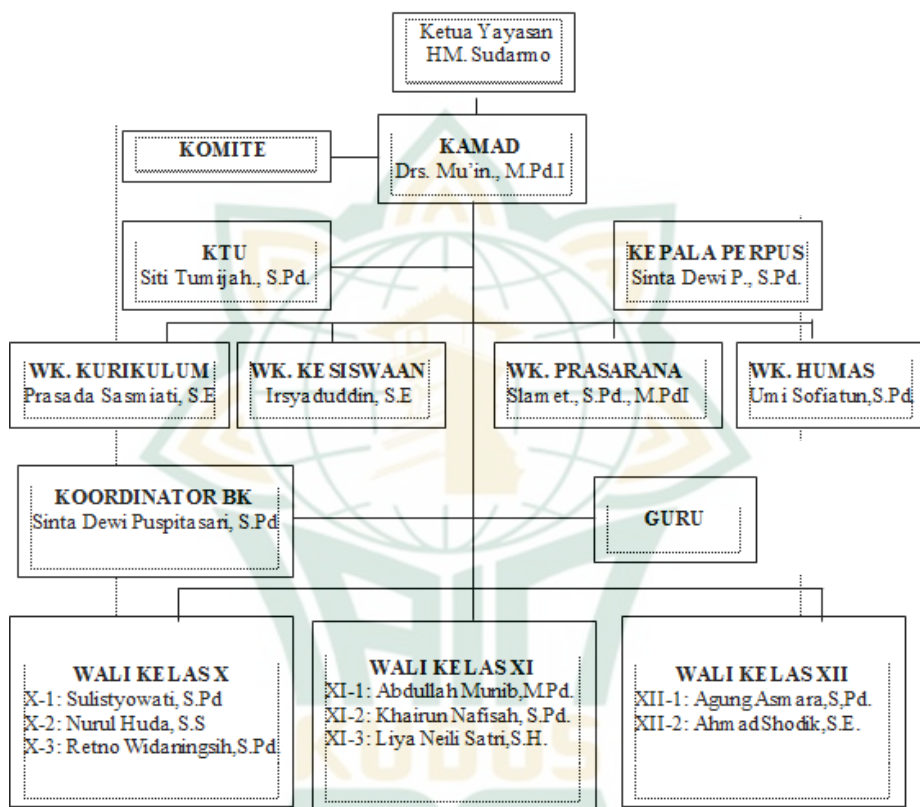 Ketua Yayasan
HM. Sudarmo
KOMITE
KAMAD
Drs. Mu'in., M.Pd.I
KTU
Siti Tumijah., S.Pd.
KEPALA PERPUS
Sinta Dewi P., S.Pd.
WK. KURIKULUM
Prasada Sasmiati, S.E
WK. KESISWAAN
Irsyaduddin, S.E
WK. PRASARANA
Slamet., S.Pd., M.PdI
WK. HUMAS
Umi Sofiatun,S.Pd,
KOORDINATOR BK
Sinta Dewi Puspitasari, S.Pd
GURU
WALI KELAS X
X-1: Sulistyowati, S.Pd
X-2: Nurul Huda, S.S
X-3: Retno Widaningsih,S.Pd.
WALI KELAS XI
XI-1: Abdullah Munib,M.Pd.
XI-2: Khairun Nafisah, S.Pd.
XI-3: Liya Neili Satri,S.H.
WALI KELAS XII
XII-1: Agung Asmara,S,Pd.
XII-2: Ahmad Shodik,S.E.
KUDUS